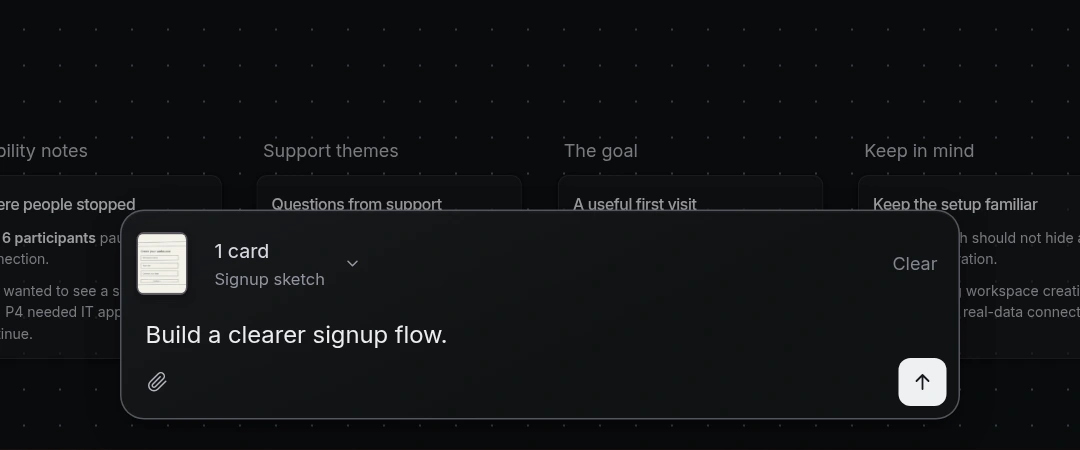 bility notes
Support themes
The goal
Keep in mind
ere people stopped
Questions from support
A useful first visit
Keep the setup familiar
6 participants pau
nection.
wanted to see a s
P4 needed IT app
tinue.
h should not hide a
ation.
workspace creati
real-data connect
1 card
Signup sketch
Clear
Build a clearer signup flow.